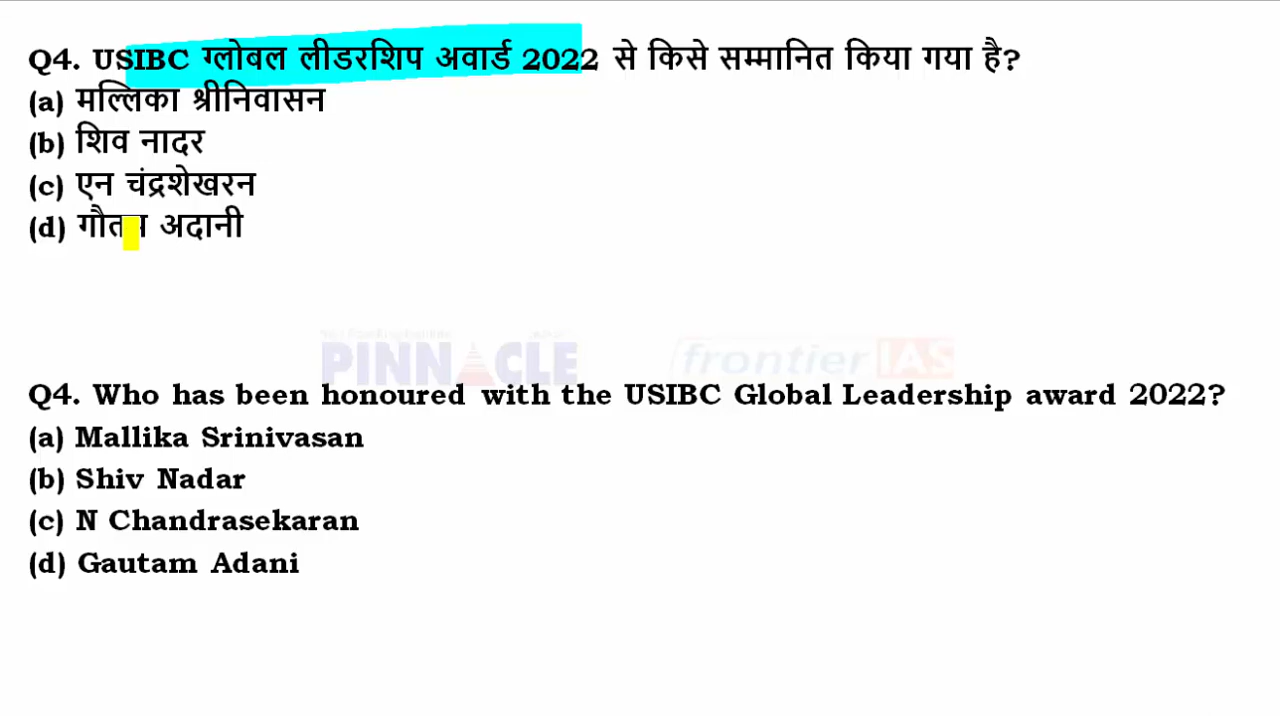 Q4. USIBC ग्लोबल लीडरशिप अवार्ड 2022 से किसे सम्मानित किया गया है?
(a) मल्लिका श्रीनिवासन
(b) शिव नादर
(c) एन चंद्रशेखरन
(d) गौतम अदानी
PINNACLE frontier IAS
Q4. Who has been honoured with the USIBC Global Leadership award 2022?
(a) Mallika Srinivasan
(b) Shiv Nadar
(c) N Chandrasekaran
(d) Gautam Adani